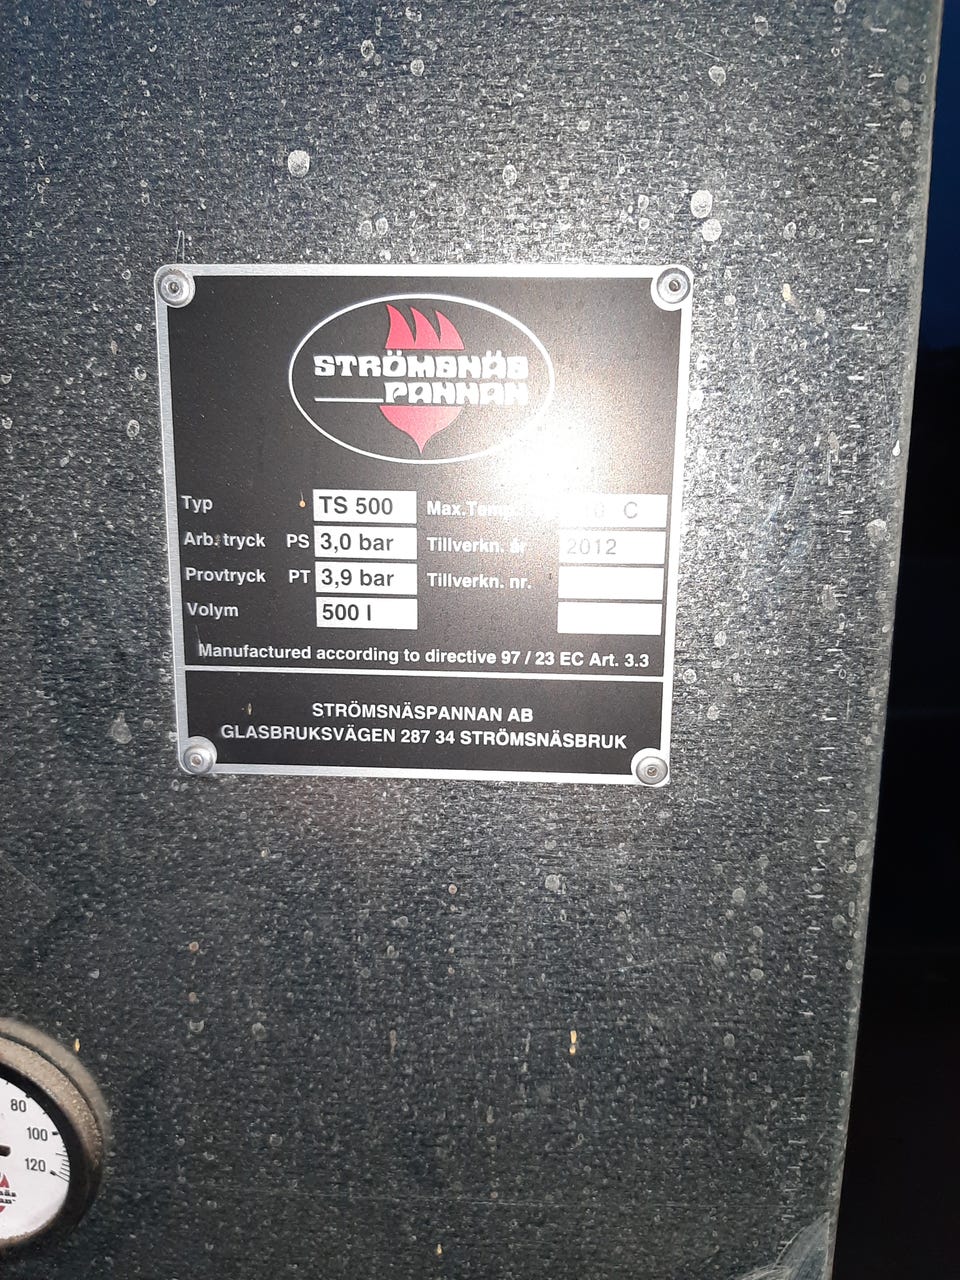 STRÖMSNÄS
PANNAN
Typ TS 500 Max.Temp. C
Arb. tryck PS 3,0 bar Tillverkn. år 2012
Provtryck PT 3,9 bar Tillverkn. nr.
Volym 500 l
Manufactured according to directive 97 / 23 EC Art. 3.3
STRÖMSNÄSPANNAN AB
GLASBRUKSVÄGEN 287 34 STRÖMSNÄSBRUK
80
100
120